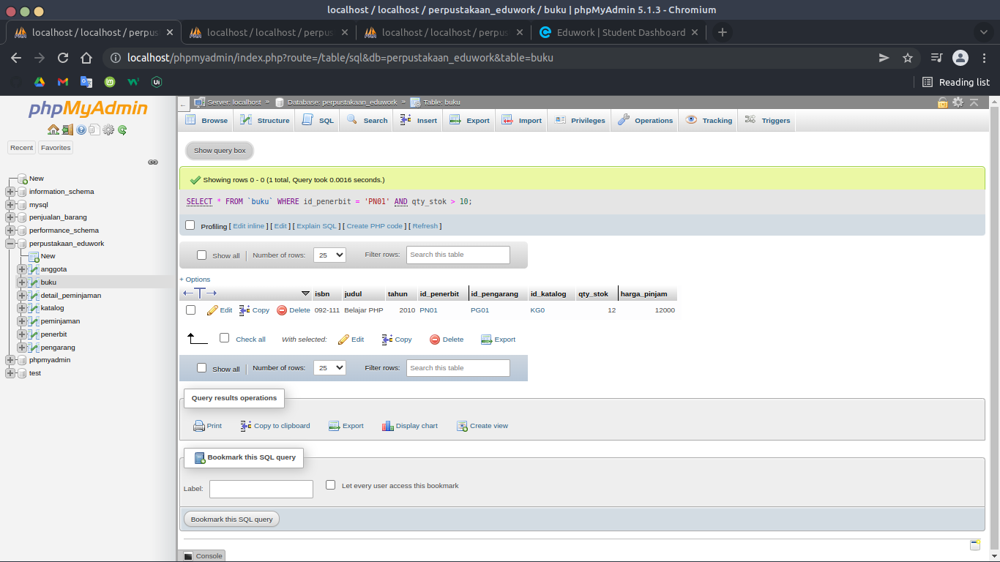 localhost / localhost / perpustakaan_eduwork / buku | phpMyAdmin 5.1.3 - Chromium
localhost / localhost / perpus
localhost / localhost / perpus
localhost / localhost / perpus
Eduwork | Student Dashboard
localhost/phpmyadmin/index.php?route=/table/sql&db=perpustakaan_eduwork&table=buku
Reading list
phpMyAdmin
Recent
Favorites
New
information_schema
mysql
penjualan_barang
performance_schema
perpustakaan_eduwork
New
anggota
buku
detail_peminjaman
katalog
peminjaman
penerbit
pengarang
phpmyadmin
test
Server: localhost » Database: perpustakaan_eduwork » Table: buku
Browse Structure SQL Search Insert Export Import Privileges Operations Tracking Triggers
Show query box
Showing rows 0 - 0 (1 total, Query took 0.0016 seconds.)
SELECT * FROM `buku` WHERE id_penerbit = 'PN01' AND qty_stok > 10;
Profiling [ Edit inline ] [ Edit ] [ Explain SQL ] [ Create PHP code ] [ Refresh ]
Show all | Number of rows: 25 Filter rows: Search this table
+ Options
isbn judul tahun id_penerbit id_pengarang id_katalog qty_stok harga_pinjam
Edit Copy Delete 092-111 Belajar PHP 2010 PN01 PG01 KG0 12 12000
Check all With selected: Edit Copy Delete Export
Show all | Number of rows: 25 Filter rows: Search this table
Query results operations
Print Copy to clipboard Export Display chart Create view
Bookmark this SQL query
Label: Let every user access this bookmark
Bookmark this SQL query
Console